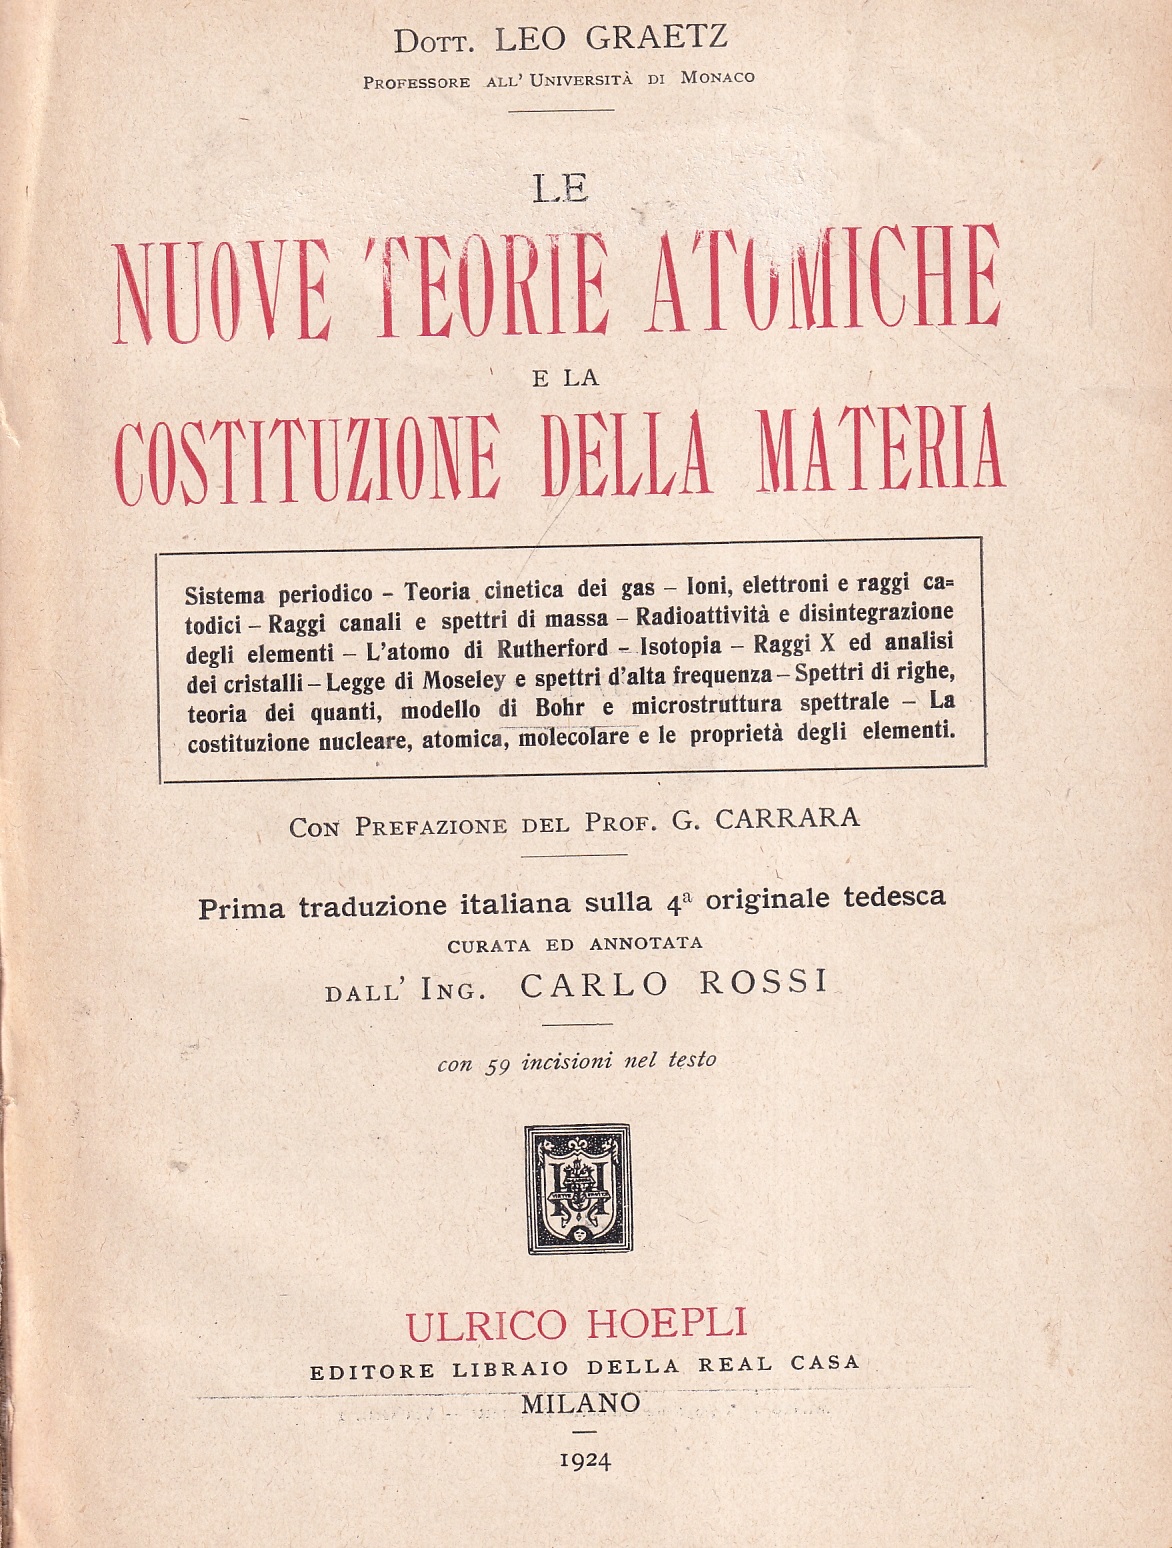 Dott. LEO GRAETZ
Professore all' Università di Monaco
LE
NUOVE TEORIE ATOMICHE
E LA
COSTITUZIONE DELLA MATERIA
Sistema periodico - Teoria cinetica dei gas - Ioni, elettroni e raggi ca=
todici - Raggi canali e spettri di massa - Radioattività e disintegrazione
degli elementi - L'atomo di Rutherford - Isotopia - Raggi X ed analisi
dei cristalli - Legge di Moseley e spettri d'alta frequenza - Spettri di righe,
teoria dei quanti, modello di Bohr e microstruttura spettrale - La
costituzione nucleare, atomica, molecolare e le proprietà degli elementi.
Con Prefazione del Prof. G. CARRARA
Prima traduzione italiana sulla 4ª originale tedesca
CURATA ED ANNOTATA
DALL' ING. CARLO ROSSI
con 59 incisioni nel testo
ULRICO HOEPLI
EDITORE LIBRAIO DELLA REAL CASA
MILANO
1924